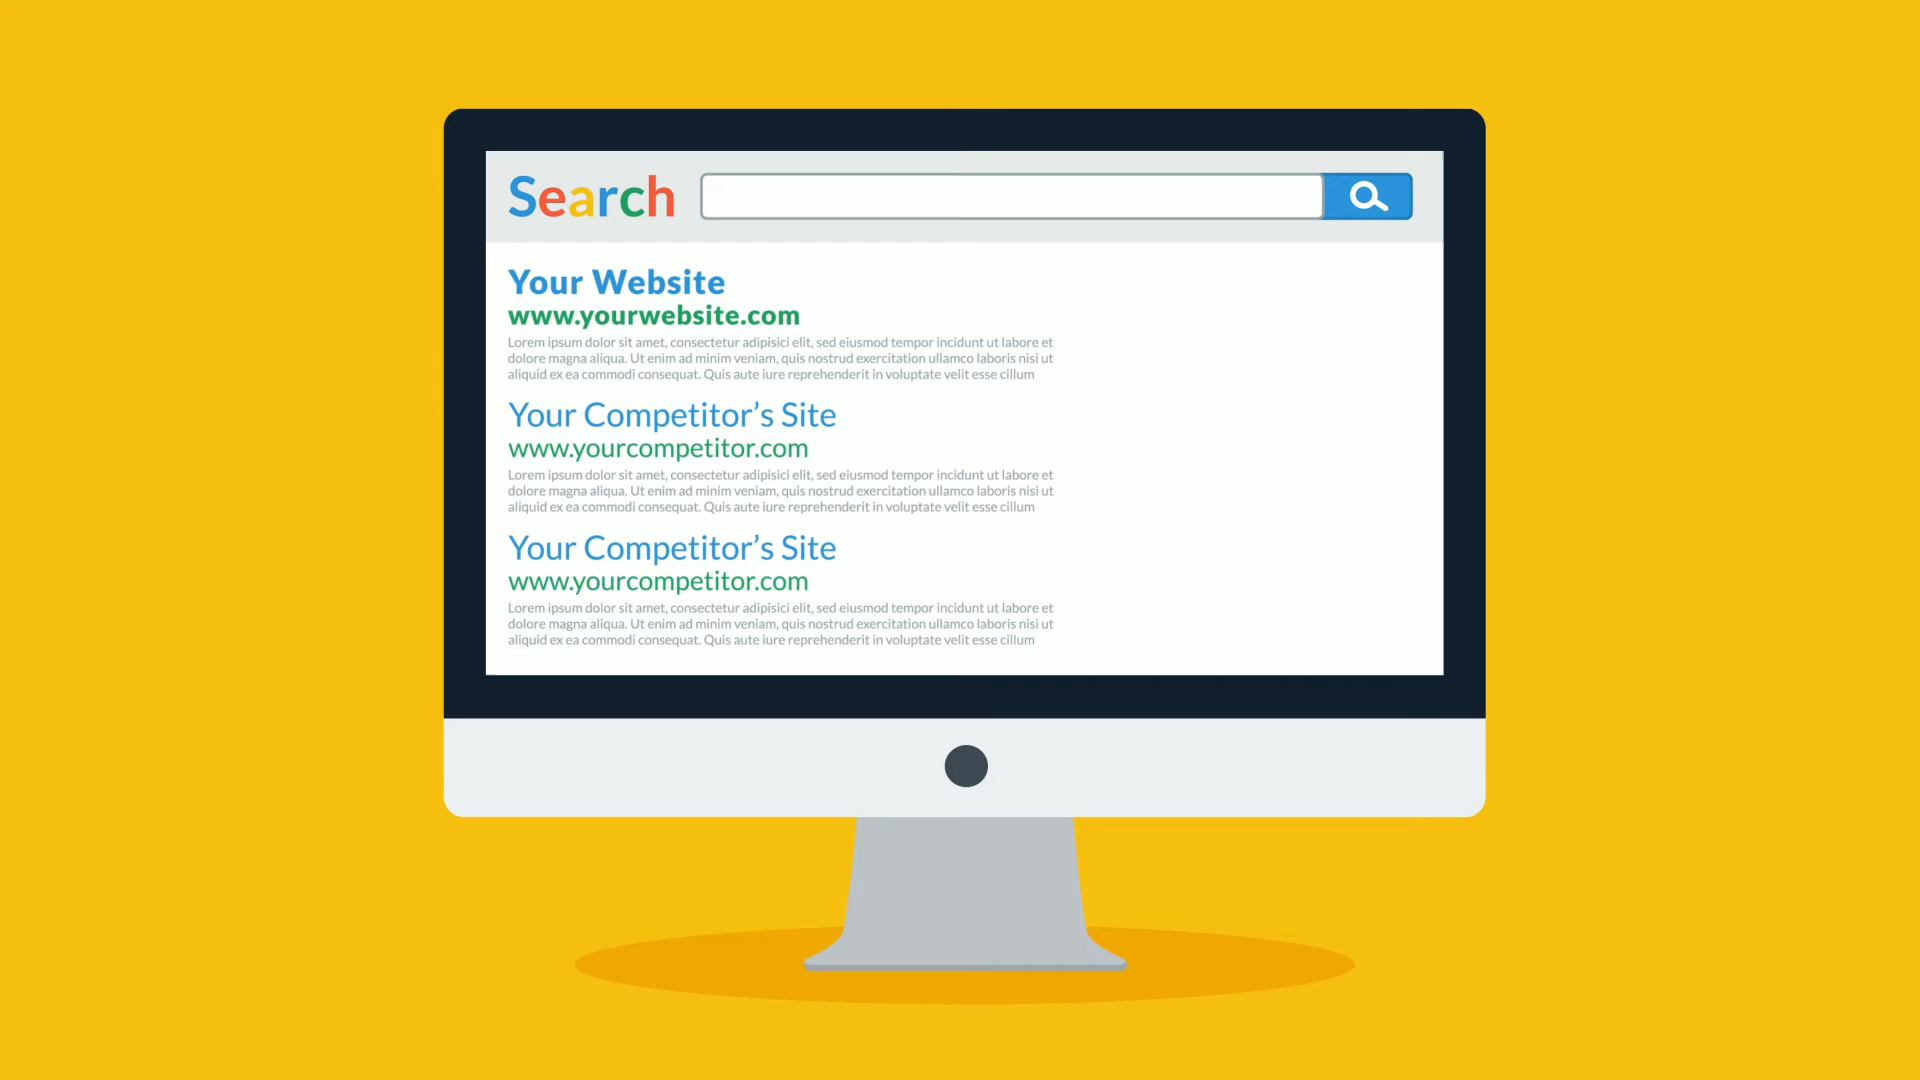 Search
Your Website
www.yourwebsite.com
Lorem ipsum dolor sit amet, consectetur adipisici elit, sed eiusmod tempor incidunt ut labore et
dolore magna aliqua. Ut enim ad minim veniam, quis nostrud exercitation ullamco laboris nisi ut
aliquid ex ea commodi consequat. Quis aute iure reprehenderit in voluptate velit esse cillum
Your Competitor’s Site
www.yourcompetitor.com
Lorem ipsum dolor sit amet, consectetur adipisici elit, sed eiusmod tempor incidunt ut labore et
dolore magna aliqua. Ut enim ad minim veniam, quis nostrud exercitation ullamco laboris nisi ut
aliquid ex ea commodi consequat. Quis aute iure reprehenderit in voluptate velit esse cillum
Your Competitor’s Site
www.yourcompetitor.com
Lorem ipsum dolor sit amet, consectetur adipisici elit, sed eiusmod tempor incidunt ut labore et
dolore magna aliqua. Ut enim ad minim veniam, quis nostrud exercitation ullamco laboris nisi ut
aliquid ex ea commodi consequat. Quis aute iure reprehenderit in voluptate velit esse cillum